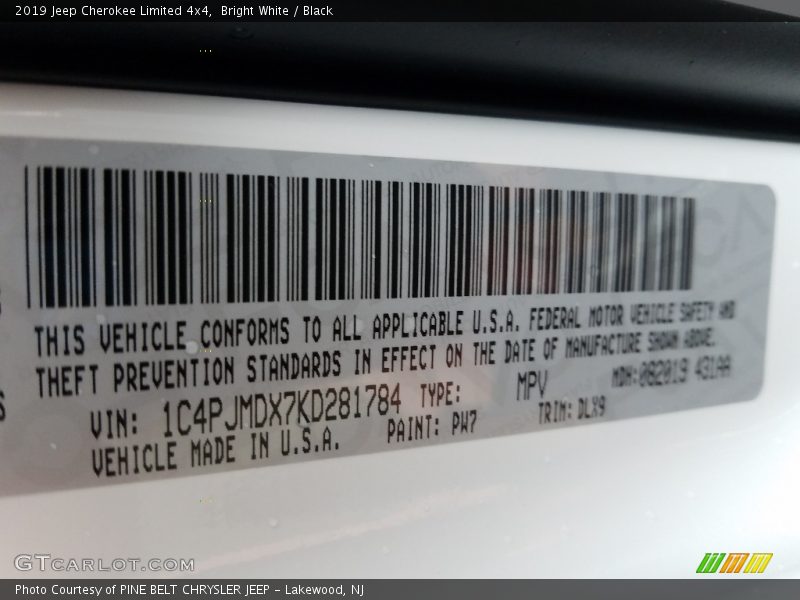 2019 Jeep Cherokee Limited 4x4,  Bright White / Black
THIS VEHICLE CONFORMS TO ALL APPLICABLE U.S.A. FEDERAL MOTOR VEHICLE SAFETY AND
THEFT PREVENTION STANDARDS IN EFFECT ON THE DATE OF MANUFACTURE SHOWN ABOVE.
VIN: 1C4PJMDX7KD281784 TYPE: MPV MDH:082019 431AA
VEHICLE MADE IN U.S.A. PAINT: PW7 TRIM: DLX9
GTCARLOT.COM
Photo Courtesy of PINE BELT CHRYSLER JEEP - Lakewood, NJ